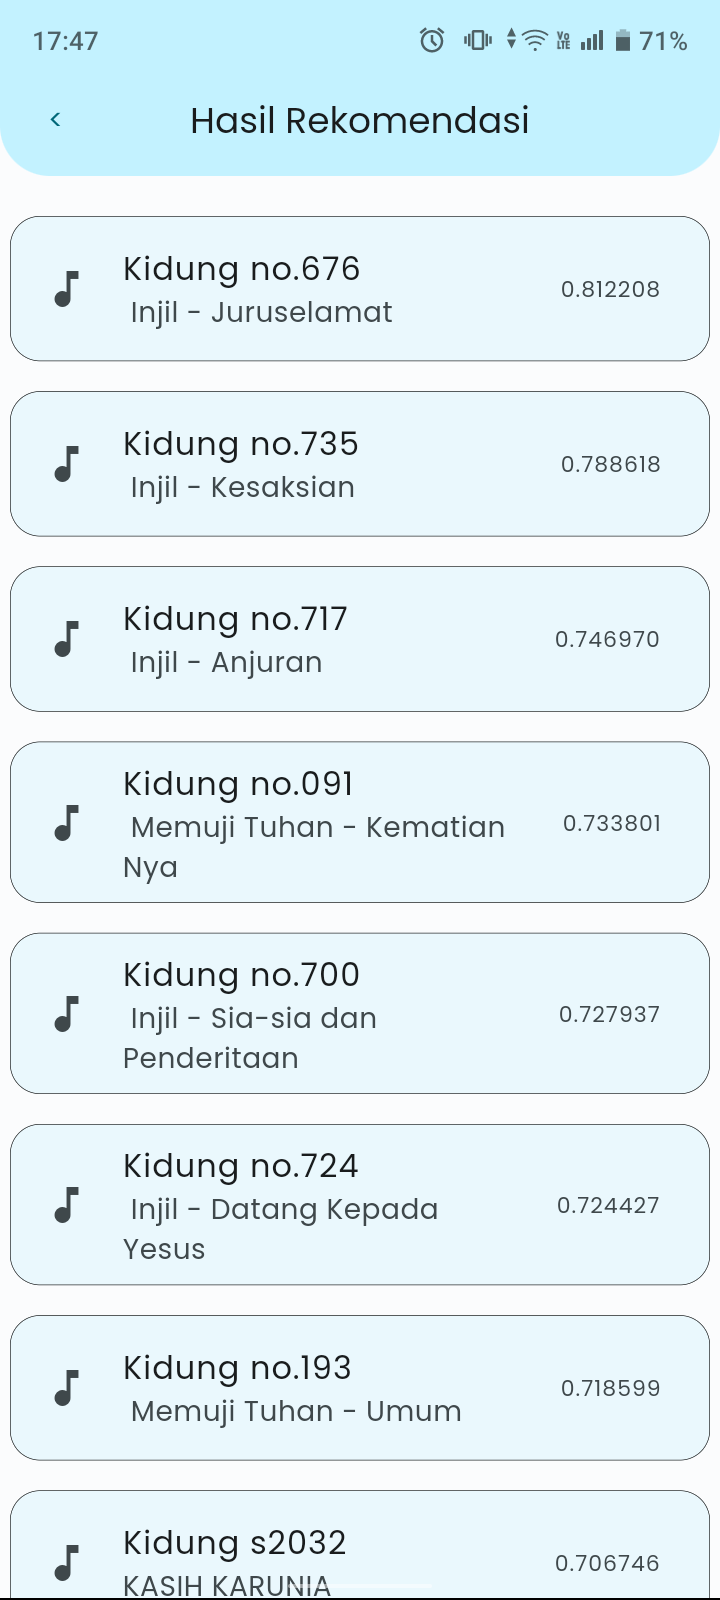 17:47
Vo LTE
71%
<
Hasil Rekomendasi
Kidung no.676
Injil - Juruselamat
0.812208
Kidung no.735
Injil - Kesaksian
0.788618
Kidung no.717
Injil - Anjuran
0.746970
Kidung no.091
Memuji Tuhan - Kematian
Nya
0.733801
Kidung no.700
Injil - Sia-sia dan
Penderitaan
0.727937
Kidung no.724
Injil - Datang Kepada
Yesus
0.724427
Kidung no.193
Memuji Tuhan - Umum
0.718599
Kidung s2032
KASIH KARUNIA
0.706746